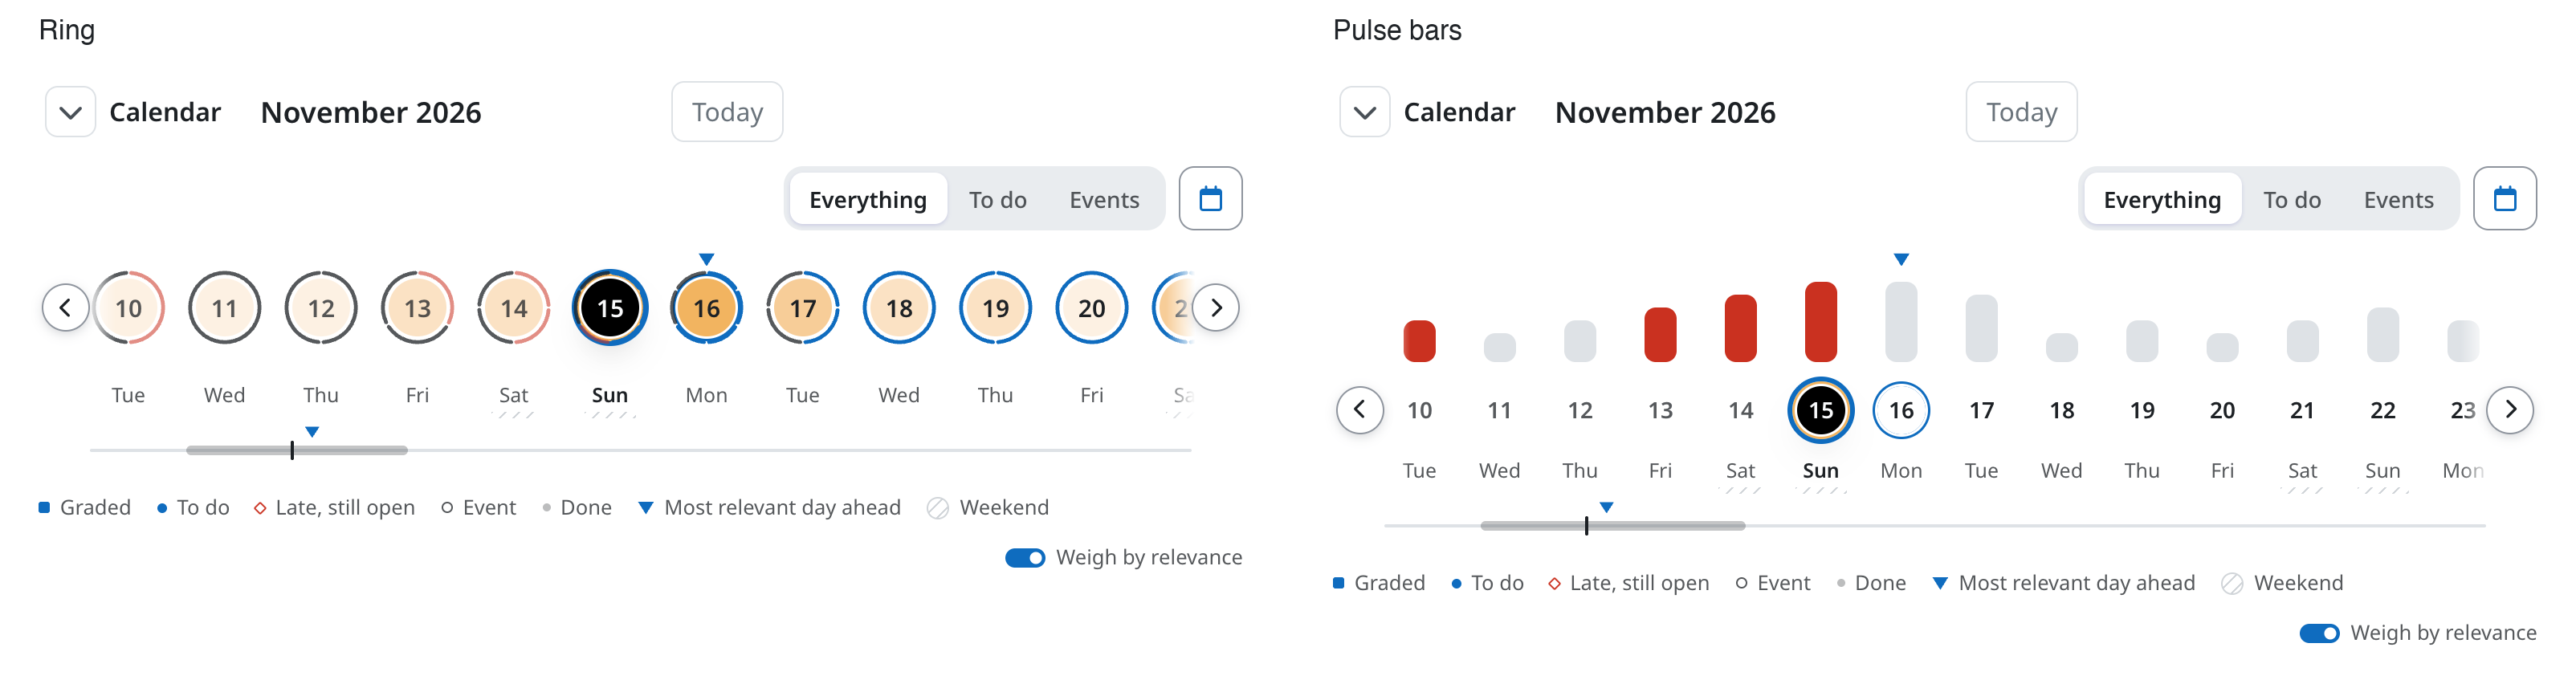 Ring
Calendar November 2026 Today
Everything To do Events
10 11 12 13 14 15 16 17 18 19 20
Tue Wed Thu Fri Sat Sun Mon Tue Wed Thu Fri
Graded To do Late, still open Event Done Most relevant day ahead Weekend
Weigh by relevance
Pulse bars
Calendar November 2026 Today
Everything To do Events
10 11 12 13 14 15 16 17 18 19 20 21 22 23
Tue Wed Thu Fri Sat Sun Mon Tue Wed Thu Fri Sat Sun Mon
Graded To do Late, still open Event Done Most relevant day ahead Weekend
Weigh by relevance